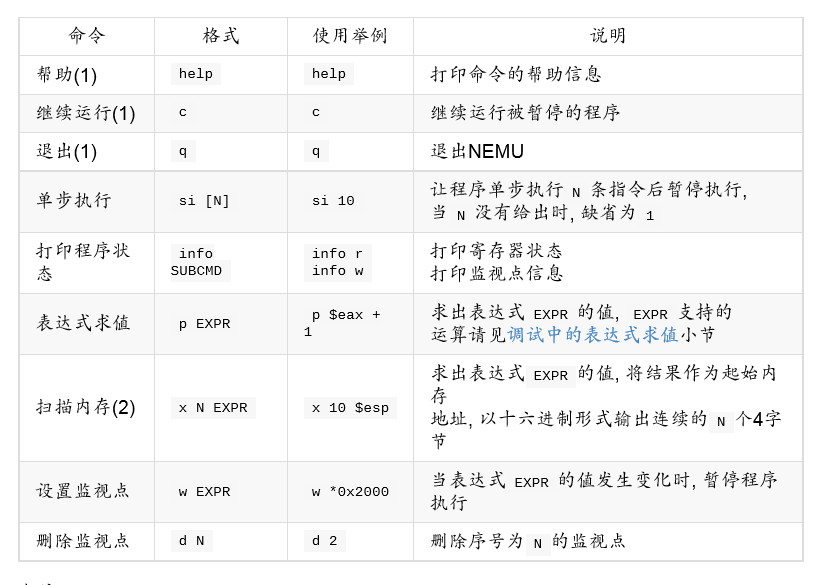 命令 格式 使用举例 说明
帮助(1) help help 打印命令的帮助信息
继续运行(1) c c 继续运行被暂停的程序
退出(1) q q 退出NEMU
单步执行 si [N] si 10 让程序单步执行 N 条指令后暂停执行,
当 N 没有给出时, 缺省为 1
打印程序状
态
info
SUBCMD
info r
info w
打印寄存器状态
打印监视点信息
表达式求值 p EXPR
p $eax +
1
求出表达式 EXPR 的值, EXPR 支持的
运算请见调试中的表达式求值小节
扫描内存(2) x N EXPR x 10 $esp
求出表达式 EXPR 的值, 将结果作为起始内
存
地址, 以十六进制形式输出连续的 N 个4字
节
设置监视点 w EXPR w *0x2000
当表达式 EXPR 的值发生变化时, 暂停程序
执行
删除监视点 d N d 2 删除序号为 N 的监视点